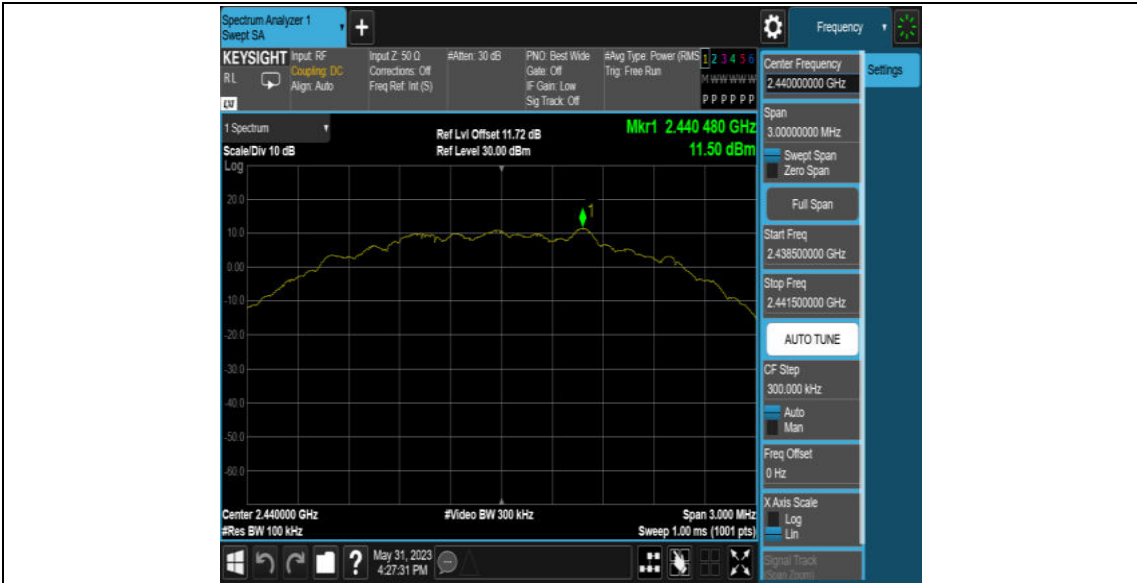 Spectrum Analyzer 1
Swept SA
+
Frequency
KEYSIGHT
RL
LXI
Input: RF
Coupling: DC
Align: Auto
Input Z: 50 Ω
Corrections: Off
Freq Ref: Int (S)
#Atten: 30 dB
PNO: Best Wide
Gate: Off
IF Gain: Low
Sig Track: Off
#Avg Type: Power (RMS
Trig: Free Run
1 2 3 4 5 6
M W W W W W
P P P P P P
Center Frequency
2.440000000 GHz
Settings
Span
3.00000000 MHz
Swept Span
Zero Span
Full Span
Start Freq
2.438500000 GHz
Stop Freq
2.441500000 GHz
AUTO TUNE
CF Step
300.000 kHz
Auto
Man
Freq Offset
0 Hz
X Axis Scale
Log
Lin
Signal Track
(Span Zoom)
1 Spectrum
Scale/Div 10 dB
Log
Ref Lvl Offset 11.72 dB
Ref Level 30.00 dBm
Mkr1 2.440 480 GHz
11.50 dBm
1
20.0
10.0
0.00
-10.0
-20.0
-30.0
-40.0
-50.0
-60.0
Center 2.440000 GHz
#Res BW 100 kHz
#Video BW 300 kHz
Span 3.000 MHz
Sweep 1.00 ms (1001 pts)
?
May 31, 2023
4:27:31 PM